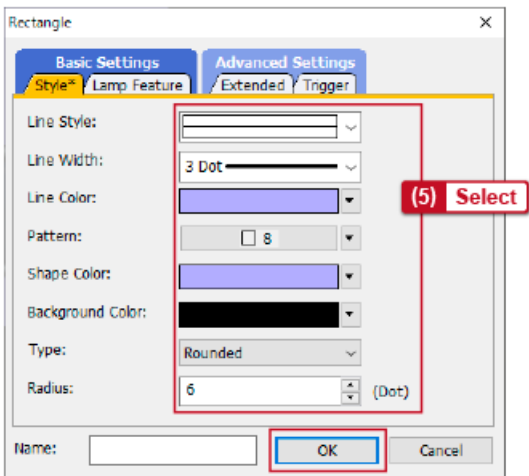 Rectangle
Basic Settings
Advanced Settings
Style*
Lamp Feature
Extended
Trigger
Line Style:
Line Width:
3 Dot
Line Color:
(5) Select
Pattern:
8
Shape Color:
Background Color:
Type:
Rounded
Radius:
6
(Dot)
Name:
OK
Cancel